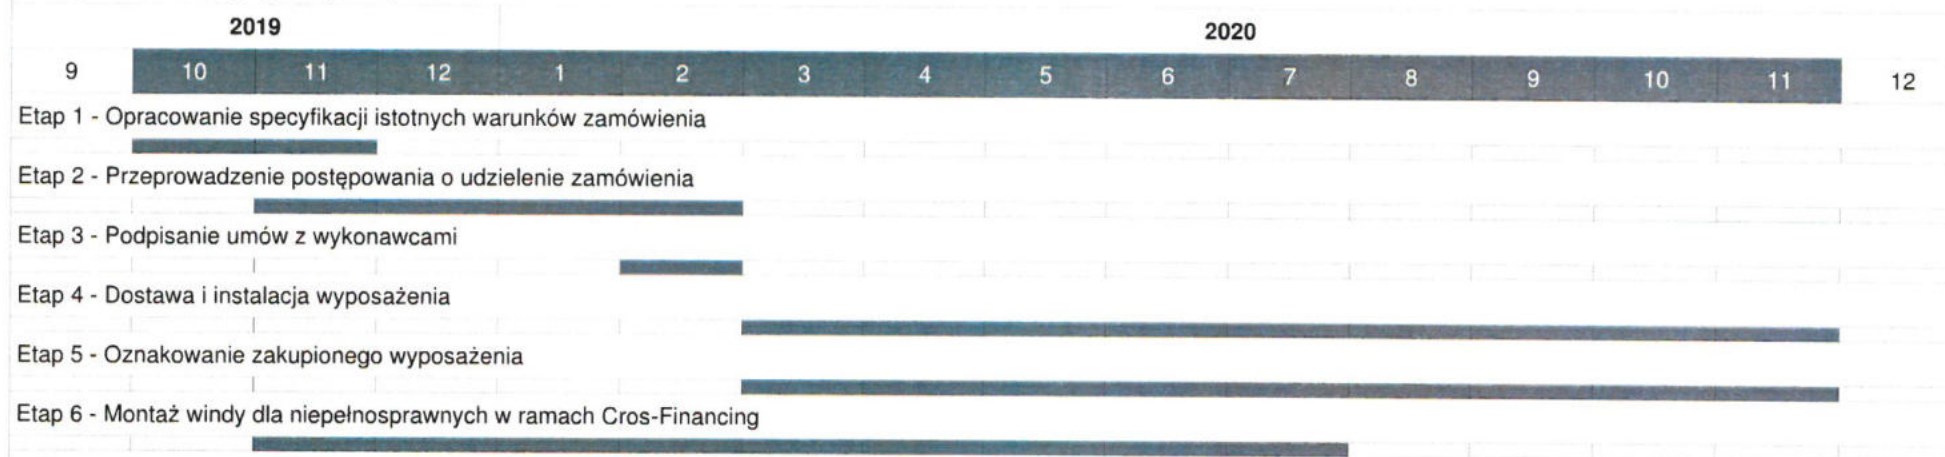 2019 2020
9 10 11 12 1 2 3 4 5 6 7 8 9 10 11 12
Etap 1 - Opracowanie specyfikacji istotnych warunków zamówienia
Etap 2 - Przeprowadzenie postępowania o udzielenie zamówienia
Etap 3 - Podpisanie umów z wykonawcami
Etap 4 - Dostawa i instalacja wyposażenia
Etap 5 - Oznakowanie zakupionego wyposażenia
Etap 6 - Montaż windy dla niepełnosprawnych w ramach Cros-Financing